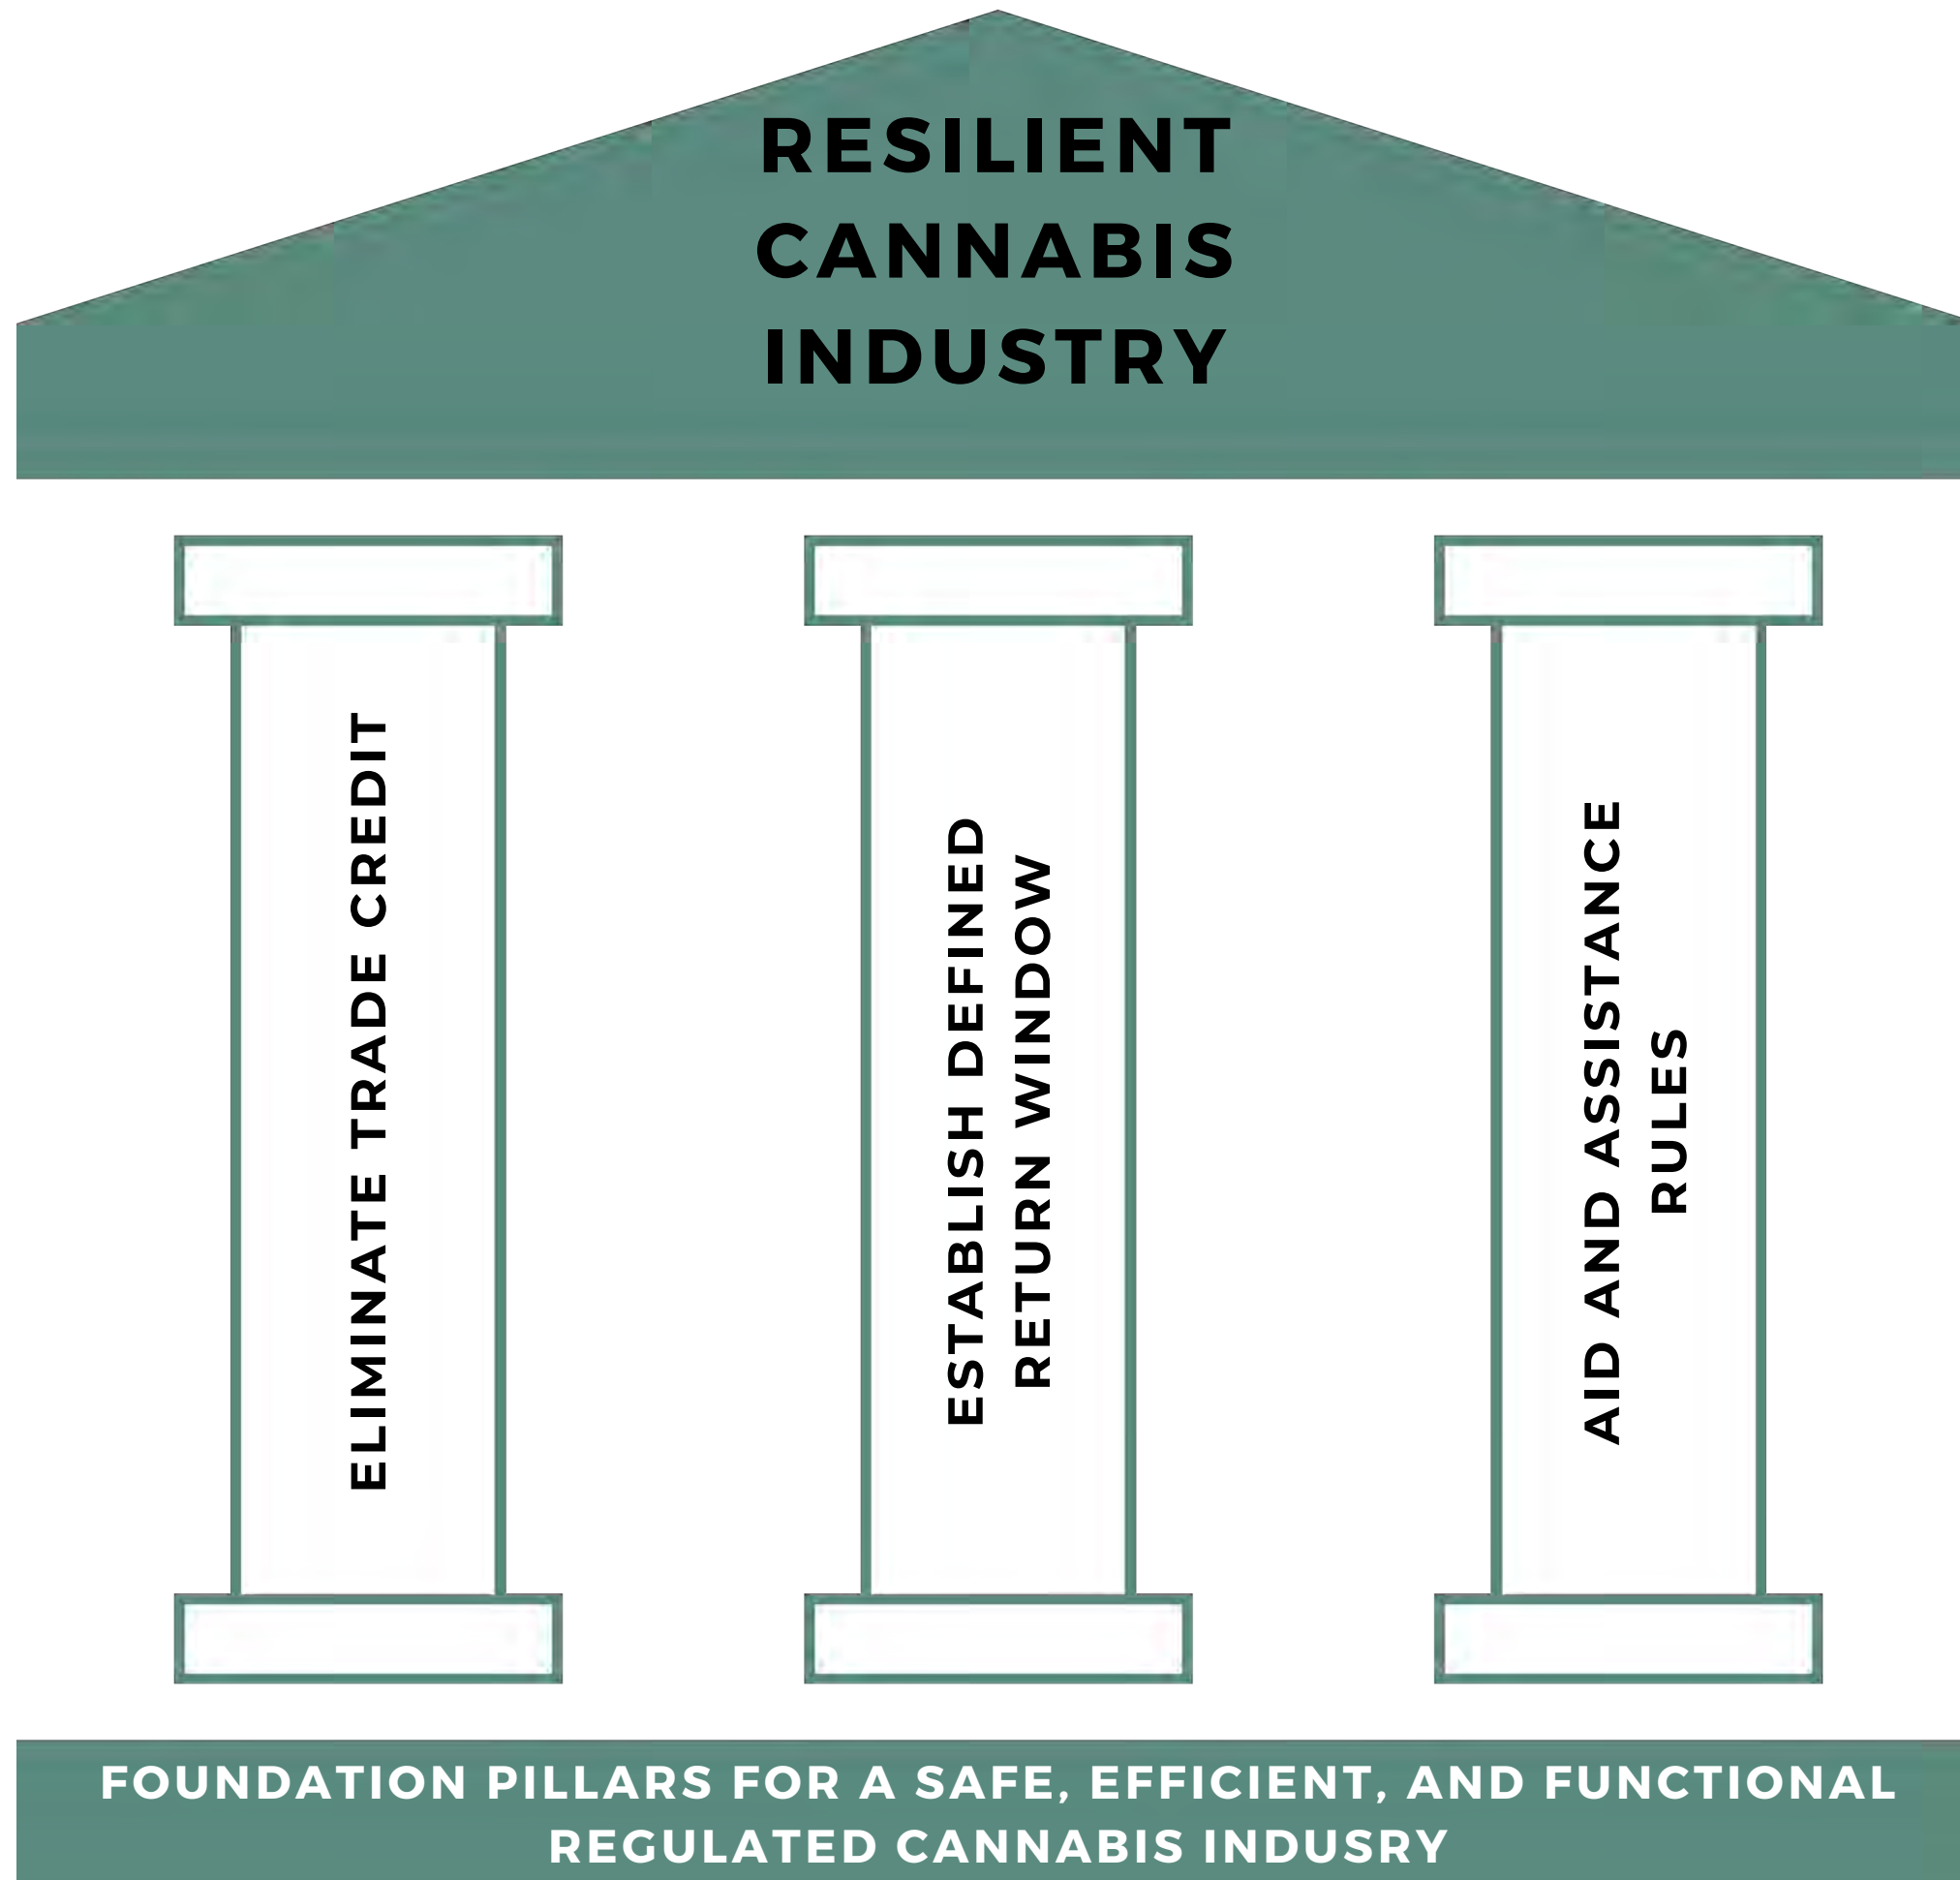 RESILIENT
CANNABIS
INDUSTRY
ELIMINATE TRADE CREDIT
ESTABLISH DEFINED
RETURN WINDOW
AID AND ASSISTANCE
RULES
FOUNDATION PILLARS FOR A SAFE, EFFICIENT, AND FUNCTIONAL
REGULATED CANNABIS INDUSRY